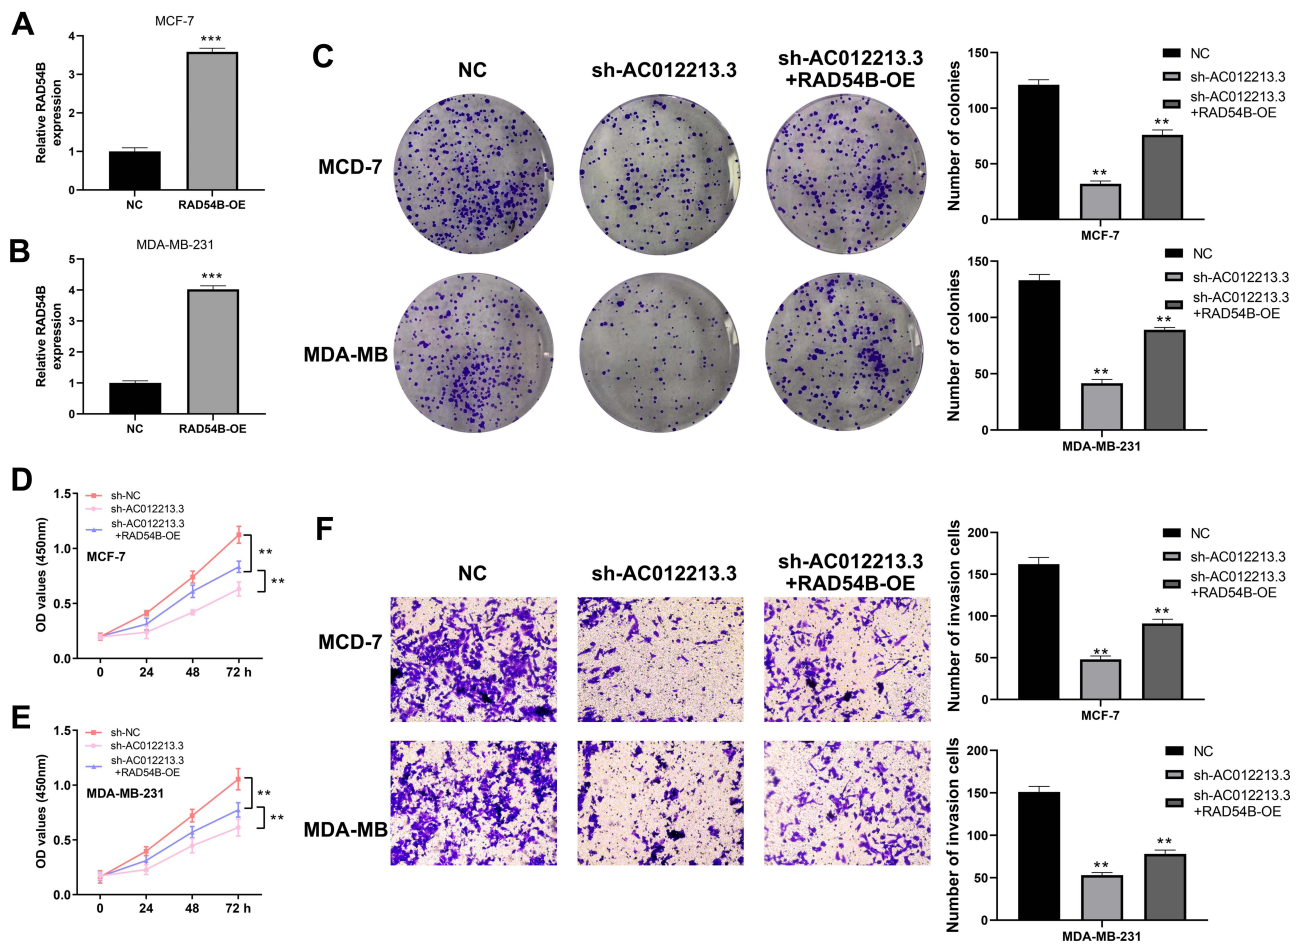 A
MCF-7
Relative RAD54B
expression
4
3
2
1
0
***
NC
RAD54B-OE
B
MDA-MB-231
Relative RAD54B
expression
5
4
3
2
1
0
***
NC
RAD54B-OE
C
NC
sh-AC012213.3
sh-AC012213.3
+RAD54B-OE
MCD-7
MDA-MB
Number of colonies
150
100
50
0
**
**
NC
sh-AC012213.3
sh-AC012213.3
+RAD54B-OE
MCF-7
Number of colonies
150
100
50
0
**
**
NC
sh-AC012213.3
sh-AC012213.3
+RAD54B-OE
MDA-MB-231
D
OD values (450nm)
1.5
1.0
0.5
0.0
sh-NC
sh-AC012213.3
sh-AC012213.3
+RAD54B-OE
MCF-7
**
**
0
24
48
72 h
E
OD values (450nm)
1.5
1.0
0.5
0.0
sh-NC
sh-AC012213.3
sh-AC012213.3
+RAD54B-OE
MDA-MB-231
**
**
0
24
48
72 h
F
NC
sh-AC012213.3
sh-AC012213.3
+RAD54B-OE
MCD-7
MDA-MB
Number of invasion cells
200
150
100
50
0
**
**
NC
sh-AC012213.3
sh-AC012213.3
+RAD54B-OE
MCF-7
Number of invasion cells
200
150
100
50
0
**
**
NC
sh-AC012213.3
sh-AC012213.3
+RAD54B-OE
MDA-MB-231